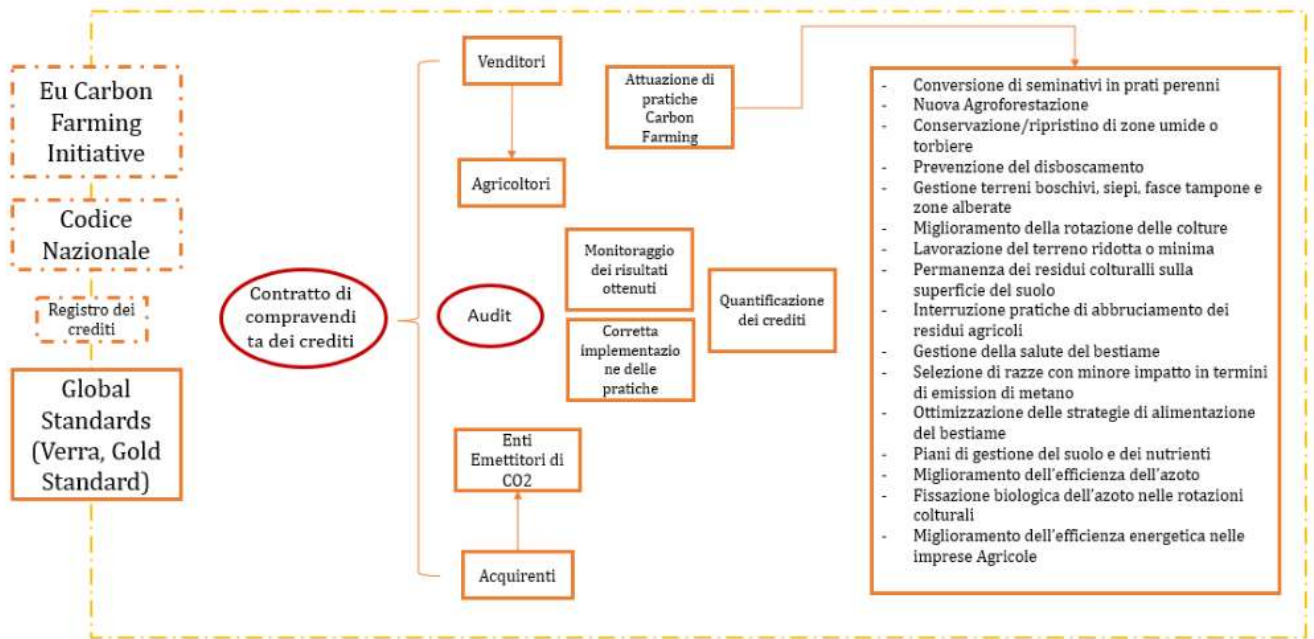 Eu Carbon
Farming
Initiative
Codice
Nazionale
Registro dei
crediti
Global
Standards
(Verra, Gold
Standard)
Contratto di
compravendi
ta dei crediti
Venditori
Agricoltori
Audit
Enti
Emettitori di
CO2
Acquirenti
Attuazione di
pratiche
Carbon
Farming
Monitoraggio
dei risultati
ottenuti
Corretta
implementazio
ne delle
pratiche
Quantificazione
dei crediti
- Conversione di seminativi in prati perenni
- Nuova Agroforestazione
- Conservazione/ripristino di zone umide o
torbiere
- Prevenzione del disboscamento
- Gestione terreni boschivi, siepi, fasce tampone e
zone alberate
- Miglioramento della rotazione delle colture
- Lavorazione del terreno ridotta o minima
- Permanenza dei residui colturalli sulla
superficie del suolo
- Interruzione pratiche di abbruciamento dei
residui agricoli
- Gestione della salute del bestiame
- Selezione di razze con minore impatto in termini
di emission di metano
- Ottimizzazione delle strategie di alimentazione
del bestiame
- Piani di gestione del suolo e dei nutrienti
- Miglioramento dell'efficienza dell'azoto
- Fissazione biologica dell'azoto nelle rotazioni
colturali
- Miglioramento dell'efficienza energetica nelle
imprese Agricole